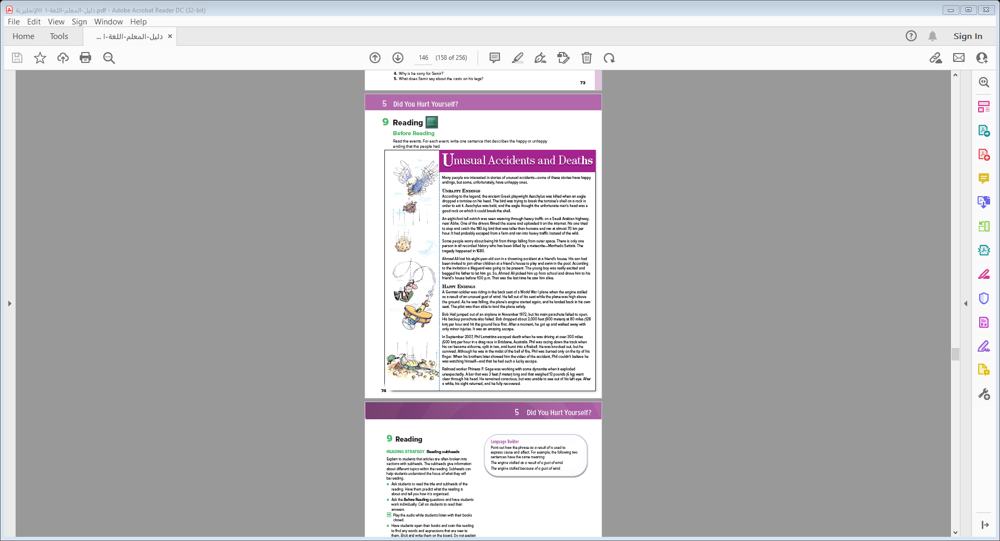 دليل-المعلم-اللغة-ا الإنجليزية.pdf - Adobe Acrobat Reader DC (32-bit)
File Edit View Sign Window Help
Home Tools دليل-المعلم-اللغة-ا ... × Sign In
146 (158 of 256)
4. Why is he sorry for Samir?
5. What does Samir say about the casts on his legs?
73
5 Did You Hurt Yourself?
9 Reading
Before Reading
Read the events. For each event, write one sentence that describes the happy or unhappy
ending that the people had.
Unusual Accidents and Deaths
Many people are interested in stories of unusual accidents—some of these stories have happy
endings, but some, unfortunately, have unhappy ones.
Unhappy Endings
According to the legend, the ancient Greek playwright Aeschylus was killed when an eagle
dropped a tortoise on his head. The bird was trying to break the tortoise's shell on a rock in
order to eat it. Aeschylus was bald, and the eagle thought the unfortunate man's head was a
good rock on which it could break the shell.
An eight-foot tall ostrich was seen weaving through heavy traffic on a Saudi Arabian highway,
near Abha. One of the drivers filmed the scene and uploaded it on the internet. No one tried
to stop and catch the 180-kg bird that was taller than humans and ran at almost 70 km per
hour. It had probably escaped from a farm and ran into heavy traffic instead of the wild.
Some people worry about being hit from things falling from outer space. There is only one
person in all recorded history who has been killed by a meteorite—Manfredo Settala. The
tragedy happened in 1680.
Ahmad Ali lost his eight-year-old son in a drowning accident at a friend's house. His son had
been invited to join other children at a friend's house to play and swim in the pool. According
to the invitation a lifeguard was going to be present. The young boy was really excited and
begged his father to let him go. So, Ahmad Ali picked him up from school and drove him to his
friend's house before 1:00 p.m. That was the last time he saw him alive.
Happy Endings
A German soldier was riding in the back seat of a World War I plane when the engine stalled
as a result of an unusual gust of wind. He fell out of his seat while the plane was high above
the ground. As he was falling, the plane's engine started again, and he landed back in his own
seat. The pilot was then able to land the plane safely.
Bob Hail jumped out of an airplane in November 1972, but his main parachute failed to open.
His backup parachute also failed. Bob dropped about 3,000 feet (900 meters) at 80 miles (128
km) per hour and hit the ground face first. After a moment, he got up and walked away with
only minor injuries. It was an amazing escape.
In September 2007, Phil Lamattina escaped death when he was driving at over 300 miles
(500 km) per hour in a drag race in Brisbane, Australia. Phil was racing down the track when
his car became airborne, split in two, and burst into a fireball. He was knocked out, but he
survived. Although he was in the midst of the ball of fire, Phil was burned only on the tip of his
finger. When his brothers later showed him the video of the accident, Phil couldn't believe he
was watching himself—and that he had such a lucky escape.
Railroad worker Phineas P. Gage was working with some dynamite when it exploded
unexpectedly. A bar that was 3 feet (1 meter) long and that weighed 13 pounds (6 kg) went
clear through his head. He remained conscious, but was unable to see out of his left eye. After
a while, his sight returned, and he fully recovered.
74
5 Did You Hurt Yourself?
9 Reading
READING STRATEGY Reading subheads
Explain to students that articles are often broken into
sections with subheads. The subheads give information
about different topics within the reading. Subheads can
help students understand the focus of what they will
be reading.
Ask students to read the title and subheads of the
reading. Have them predict what the reading is
about and tell you how it is organized.
Ask the Before Reading questions and have students
work individually. Call on students to read their
answers.
Play the audio while students listen with their books
closed.
Have students open their books and scan the reading
to find any words and expressions that are new to
them. Elicit and write them on the board. Do not explain
Language Builder
Point out how the phrase as a result of is used to
express cause and effect. For example, the following two
sentences have the same meaning:
The engine stalled as a result of a gust of wind.
The engine stalled because of a gust of wind.